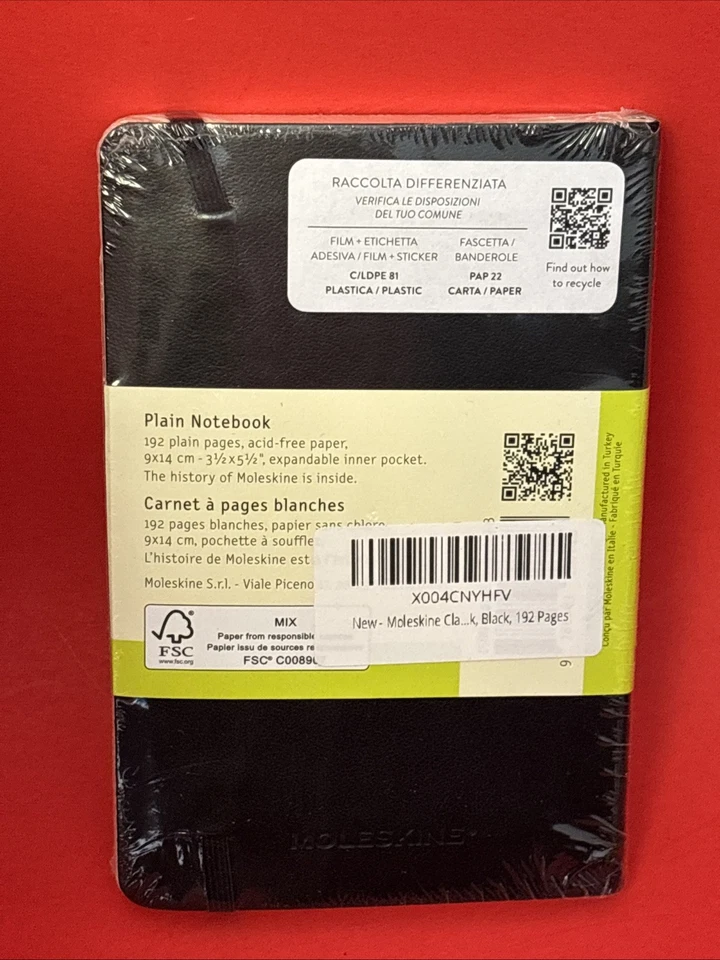 RACCOLTA DIFFERENZIATA
VERIFICA LE DISPOSIZIONI
DEL TUO COMUNE
FILM + ETICHETTA
ADESIVA / FILM + STICKER
C/LDPE 81
PLASTICA / PLASTIC
FASCETTA /
BANDEROLE
PAP 22
CARTA / PAPER
Find out how
to recycle
Plain Notebook
192 plain pages, acid-free paper,
9x14 cm - 3½x5½", expandable inner pocket.
The history of Moleskine is inside.
Carnet à pages blanches
192 pages blanches, papier sans chlore
9x14 cm, pochette à souffle
L'histoire de Moleskine est
Moleskine S.r.l. - Viale Piceno
FSC
www.fsc.org
MIX
Paper from responsible
Papier issu de sources re
FSC® C0089
X004CNYHFV
New - Moleskine Cla...k, Black, 192 Pages
anufactured in Turkey
Conçu par Moleskine en Italie - Fabriqué en Turquie
MOLESKINE